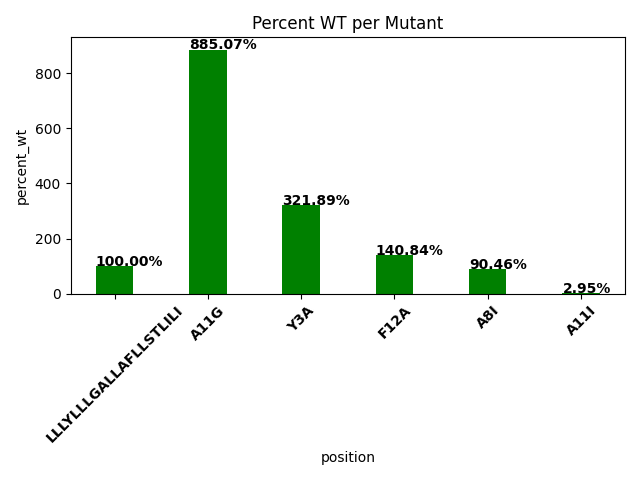 Percent WT per Mutant
percent_wt
800
600
400
200
0
100.00%
885.07%
321.89%
140.84%
90.46%
2.95%
LLLYLLLGALLAFLLSTLILI
A11G
Y3A
F12A
A8I
A11I
position